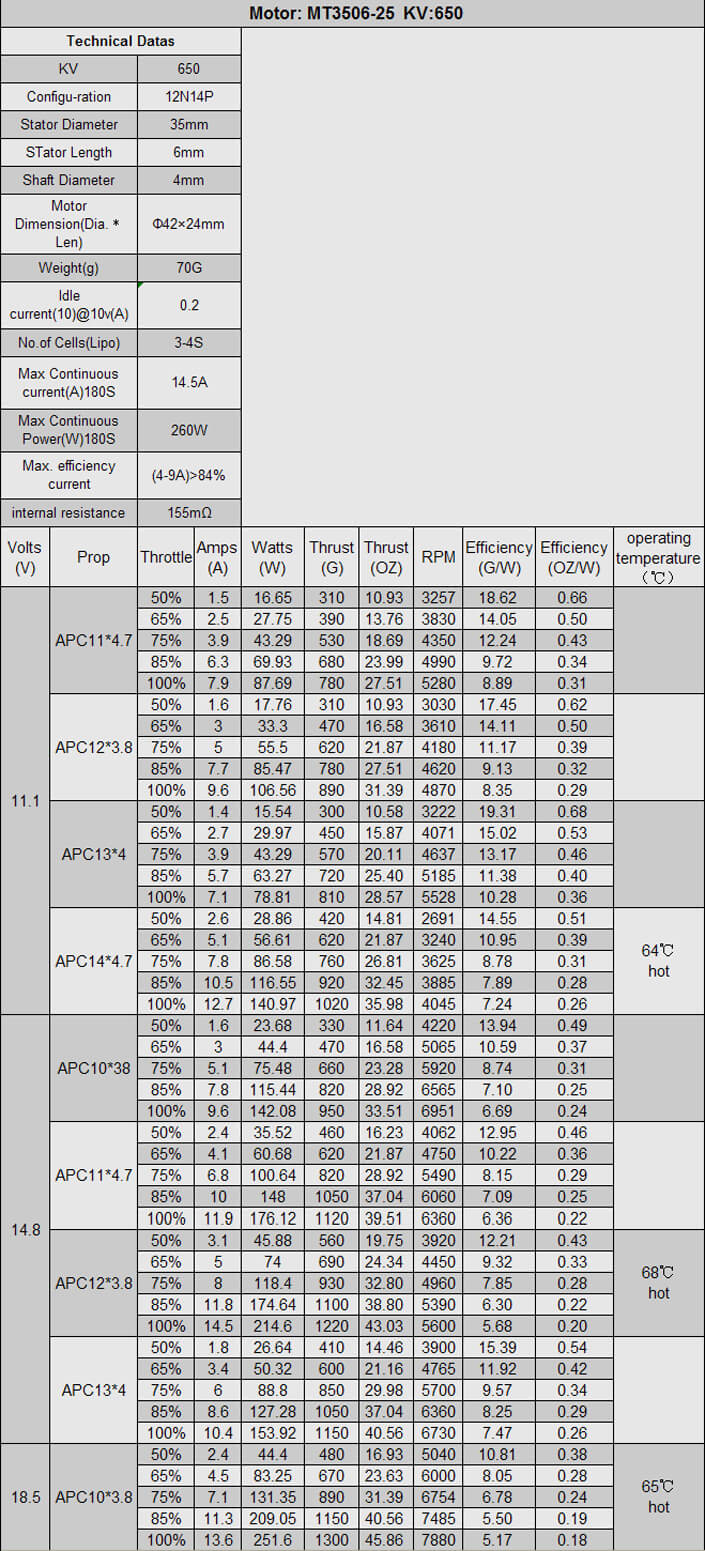 Motor: MT3506-25 KV:650
Technical Datas
KV 650
Configu-ration 12N14P
Stator Diameter 35mm
STator Length 6mm
Shaft Diameter 4mm
Motor
Dimension(Dia. * Φ42×24mm
Len)
Weight(g) 70G
Idle
current(10)@10v(A) 0.2
No.of Cells(Lipo) 3-4S
Max Continuous
current(A)180S 14.5A
Max Continuous
Power(W)180S 260W
Max. efficiency
current (4-9A)>84%
internal resistance 155mΩ
Volts (V) Prop Throttle Amps (A) Watts (W) Thrust (G) Thrust (OZ) RPM Efficiency (G/W) Efficiency (OZ/W) operating temperature (℃)
11.1
APC11*4.7
50% 1.5 16.65 310 10.93 3257 18.62 0.66
65% 2.5 27.75 390 13.76 3830 14.05 0.50
75% 3.9 43.29 530 18.69 4350 12.24 0.43
85% 6.3 69.93 680 23.99 4990 9.72 0.34
100% 7.9 87.69 780 27.51 5280 8.89 0.31
APC12*3.8
50% 1.6 17.76 310 10.93 3030 17.45 0.62
65% 3 33.3 470 16.58 3610 14.11 0.50
75% 5 55.5 620 21.87 4180 11.17 0.39
85% 7.7 85.47 780 27.51 4620 9.13 0.32
100% 9.6 106.56 890 31.39 4870 8.35 0.29
APC13*4
50% 1.4 15.54 300 10.58 3222 19.31 0.68
65% 2.7 29.97 450 15.87 4071 15.02 0.53
75% 3.9 43.29 570 20.11 4637 13.17 0.46
85% 5.7 63.27 720 25.40 5185 11.38 0.40
100% 7.1 78.81 810 28.57 5528 10.28 0.36
APC14*4.7
50% 2.6 28.86 420 14.81 2691 14.55 0.51
65% 5.1 56.61 620 21.87 3240 10.95 0.39
75% 7.8 86.58 760 26.81 3625 8.78 0.31
85% 10.5 116.55 920 32.45 3885 7.89 0.28
100% 12.7 140.97 1020 35.98 4045 7.24 0.26
64℃
hot
14.8
APC10*38
50% 1.6 23.68 330 11.64 4220 13.94 0.49
65% 3 44.4 470 16.58 5065 10.59 0.37
75% 5.1 75.48 660 23.28 5920 8.74 0.31
85% 7.8 115.44 820 28.92 6565 7.10 0.25
100% 9.6 142.08 950 33.51 6951 6.69 0.24
APC11*4.7
50% 2.4 35.52 460 16.23 4062 12.95 0.46
65% 4.1 60.68 620 21.87 4750 10.22 0.36
75% 6.8 100.64 820 28.92 5490 8.15 0.29
85% 10 148 1050 37.04 6060 7.09 0.25
100% 11.9 176.12 1120 39.51 6360 6.36 0.22
APC12*3.8
50% 3.1 45.88 560 19.75 3920 12.21 0.43
65% 5 74 690 24.34 4450 9.32 0.33
75% 8 118.4 930 32.80 4960 7.85 0.28
85% 11.8 174.64 1100 38.80 5390 6.30 0.22
100% 14.5 214.6 1220 43.03 5600 5.68 0.20
68℃
hot
APC13*4
50% 1.8 26.64 410 14.46 3900 15.39 0.54
65% 3.4 50.32 600 21.16 4765 11.92 0.42
75% 6 88.8 850 29.98 5700 9.57 0.34
85% 8.6 127.28 1050 37.04 6360 8.25 0.29
100% 10.4 153.92 1150 40.56 6730 7.47 0.26
18.5
APC10*3.8
50% 2.4 44.4 480 16.93 5040 10.81 0.38
65% 4.5 83.25 670 23.63 6000 8.05 0.28
75% 7.1 131.35 890 31.39 6754 6.78 0.24
85% 11.3 209.05 1150 40.56 7485 5.50 0.19
100% 13.6 251.6 1300 45.86 7880 5.17 0.18
65℃
hot